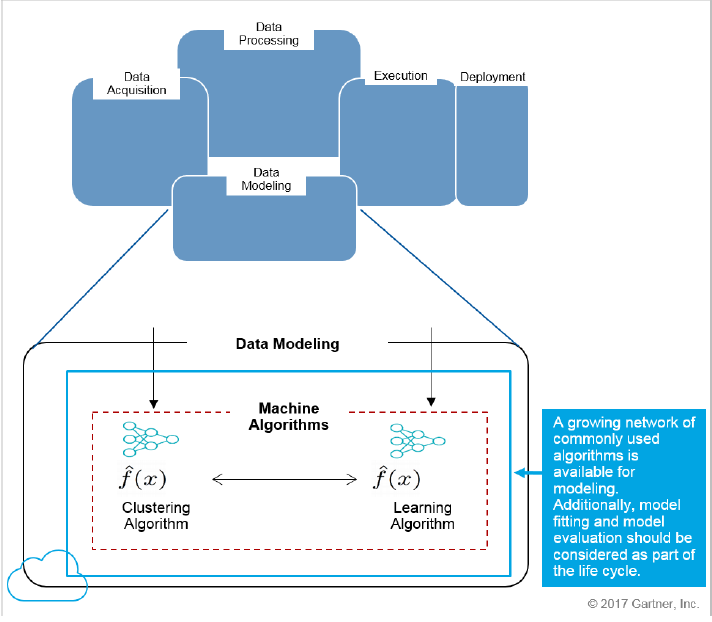 Data
Processing
Data
Acquisition
Execution
Deployment
Data
Modeling
Data Modeling
Machine
Algorithms
f̂(x)
f̂(x)
Clustering
Algorithm
Learning
Algorithm
A growing network of
commonly used
algorithms is
available for
modeling.
Additionally, model
fitting and model
evaluation should be
considered as part of
the life cycle.
© 2017 Gartner, Inc.